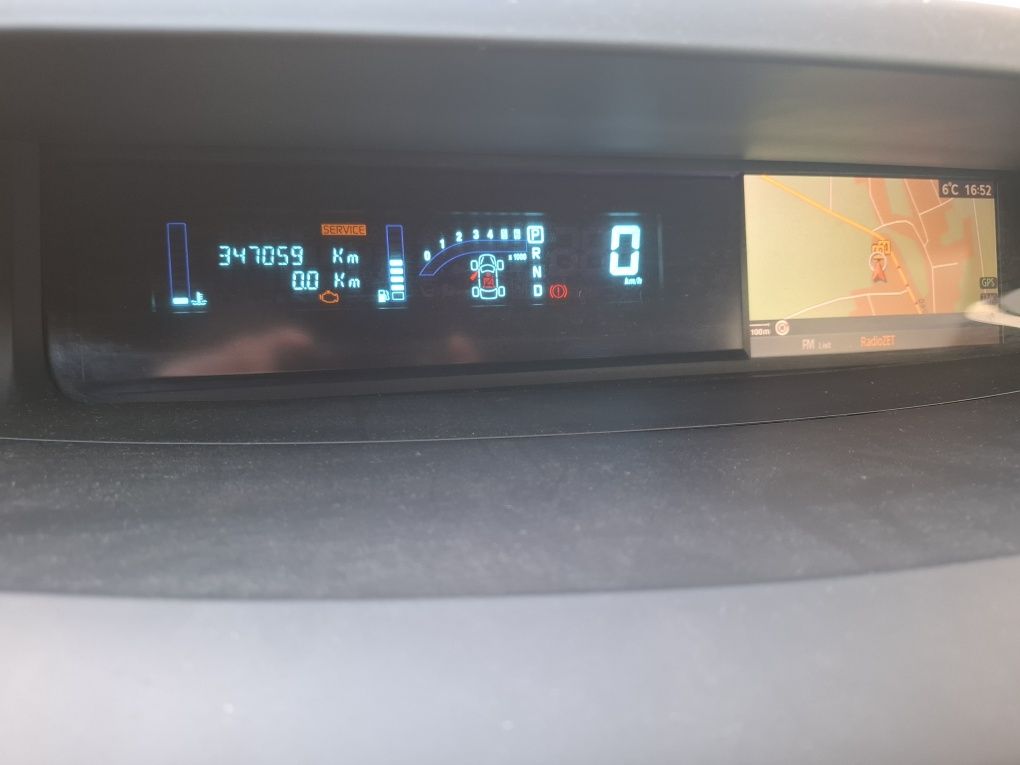 SERVICE
347059 Km
0.0 Km
0 1 2 3 4 5 6
x 1000
P
R
N
D
0
km/h
6°C 16:52
GPS
100m
FM List RadioZET